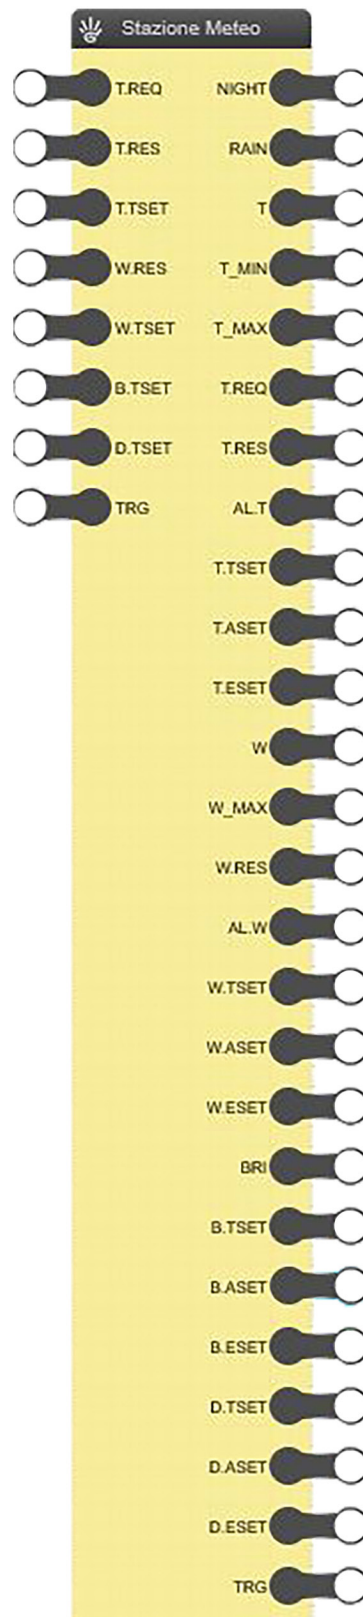 Stazione Meteo
T.REQ NIGHT
T.RES RAIN
T.TSET T
W.RES T_MIN
W.TSET T_MAX
B.TSET T.REQ
D.TSET T.RES
TRG AL.T
T.TSET
T.ASET
T.ESET
W
W_MAX
W.RES
AL.W
W.TSET
W.ASET
W.ESET
BRI
B.TSET
B.ASET
B.ESET
D.TSET
D.ASET
D.ESET
TRG